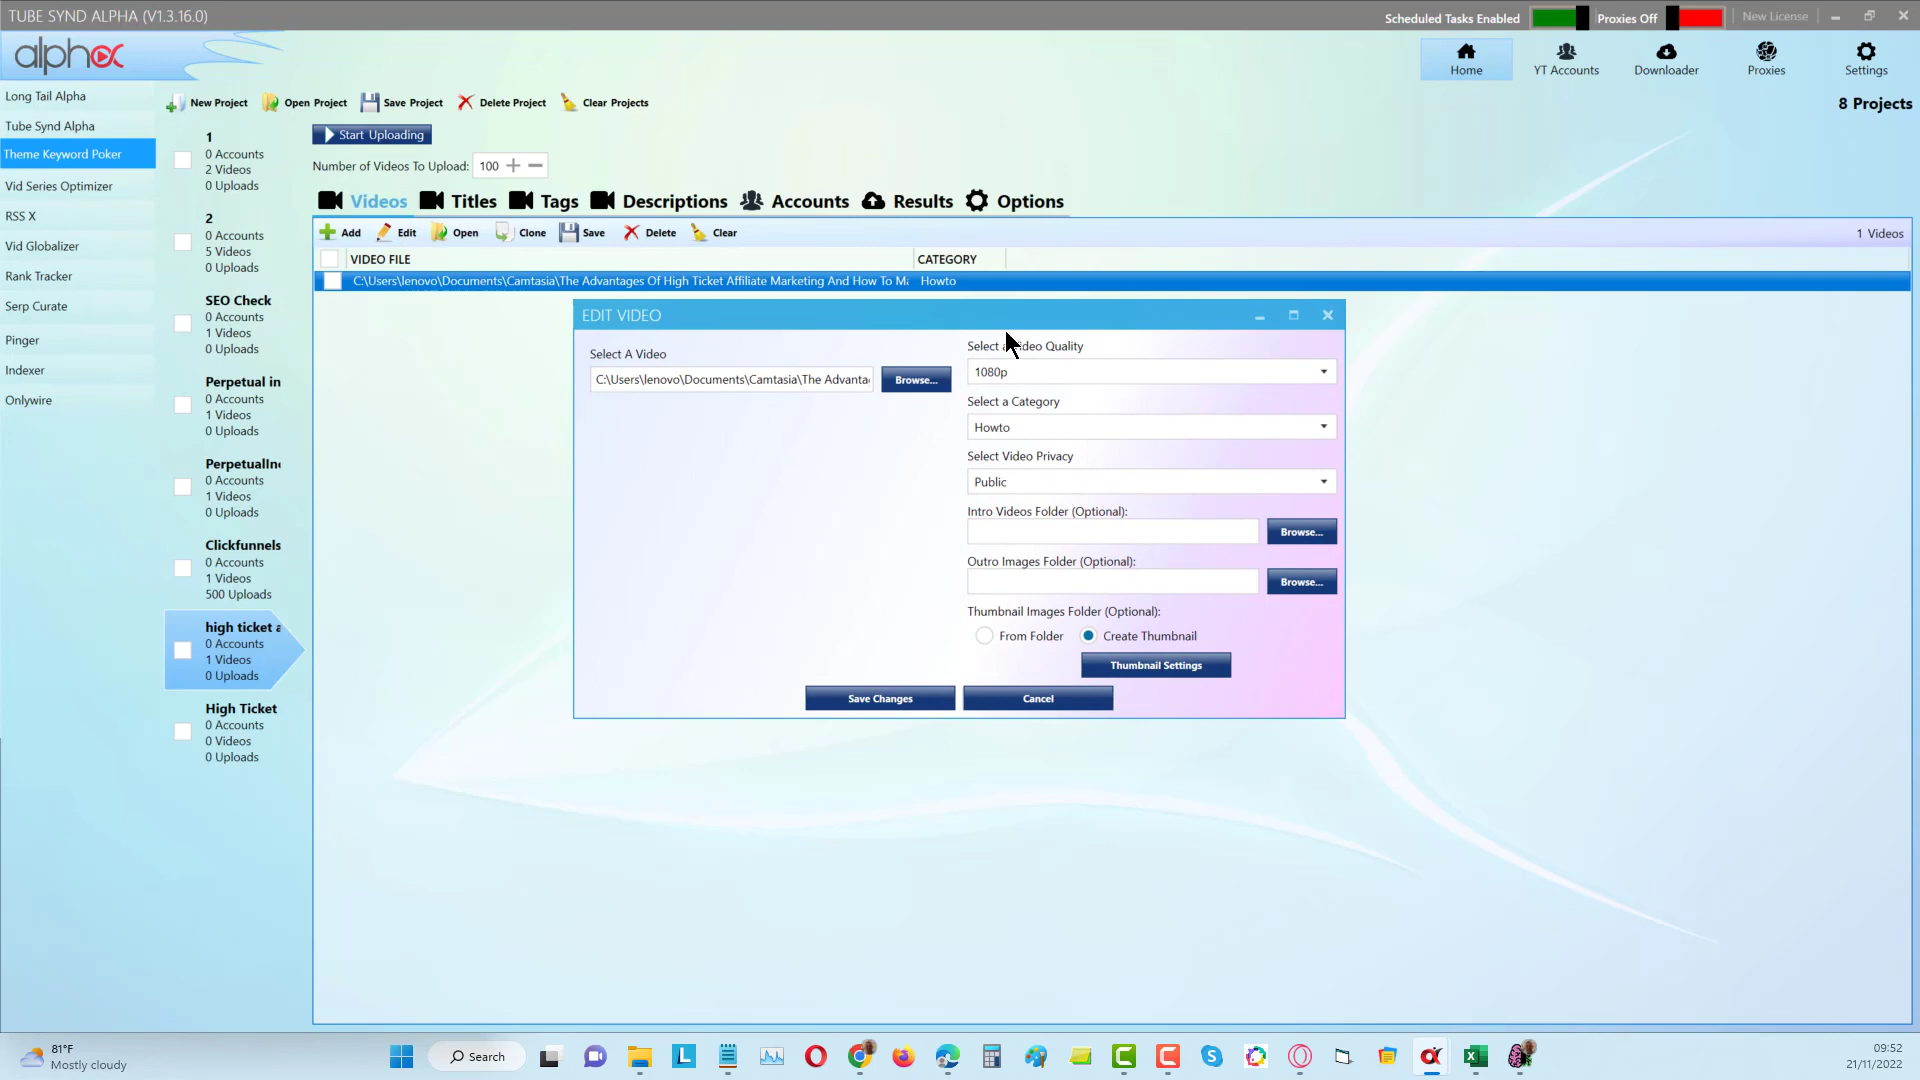 TUBE SYND ALPHA (V1.3.16.0)
Scheduled Tasks Enabled
Proxies Off
New License
alpha
Home
YT Accounts
Downloader
Proxies
Settings
Long Tail Alpha
Tube Synd Alpha
Theme Keyword Poker
Vid Series Optimizer
RSS X
Vid Globalizer
Rank Tracker
Serp Curate
Pinger
Indexer
Onlywire
New Project
Open Project
Save Project
Delete Project
Clear Projects
8 Projects
1
0 Accounts
2 Videos
0 Uploads
2
0 Accounts
5 Videos
0 Uploads
SEO Check
0 Accounts
1 Videos
0 Uploads
Perpetual in
0 Accounts
1 Videos
0 Uploads
PerpetualIn
0 Accounts
1 Videos
0 Uploads
Clickfunnels
0 Accounts
1 Videos
500 Uploads
high ticket a
0 Accounts
1 Videos
0 Uploads
High Ticket
0 Accounts
0 Videos
0 Uploads
Start Uploading
Number of Videos To Upload: 100
Videos
Titles
Tags
Descriptions
Accounts
Results
Options
Add
Edit
Open
Clone
Save
Delete
Clear
1 Videos
VIDEO FILE
CATEGORY
C:\Users\lenovo\Documents\Camtasia\The Advantages Of High Ticket Affiliate Marketing And How To Ma
Howto
EDIT VIDEO
Select A Video
C:\Users\lenovo\Documents\Camtasia\The Advanta
Browse...
Select a Video Quality
1080p
Select a Category
Howto
Select Video Privacy
Public
Intro Videos Folder (Optional):
Browse...
Outro Images Folder (Optional):
Browse...
Thumbnail Images Folder (Optional):
From Folder
Create Thumbnail
Thumbnail Settings
Save Changes
Cancel
81°F
Mostly cloudy
Search
09:52
21/11/2022